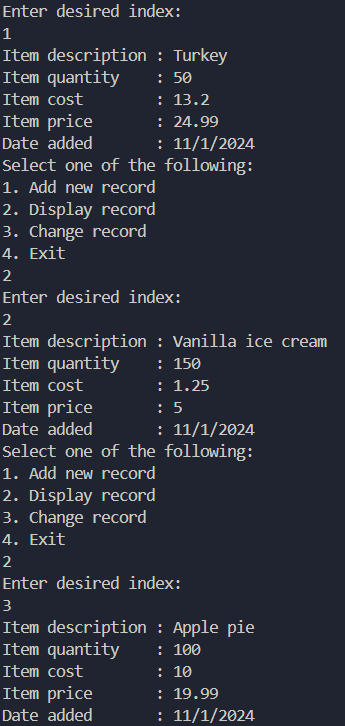 Enter desired index:
1
Item description : Turkey
Item quantity    : 50
Item cost        : 13.2
Item price       : 24.99
Date added       : 11/1/2024
Select one of the following:
1. Add new record
2. Display record
3. Change record
4. Exit
2
Enter desired index:
2
Item description : Vanilla ice cream
Item quantity    : 150
Item cost        : 1.25
Item price       : 5
Date added       : 11/1/2024
Select one of the following:
1. Add new record
2. Display record
3. Change record
4. Exit
2
Enter desired index:
3
Item description : Apple pie
Item quantity    : 100
Item cost        : 10
Item price       : 19.99
Date added       : 11/1/2024